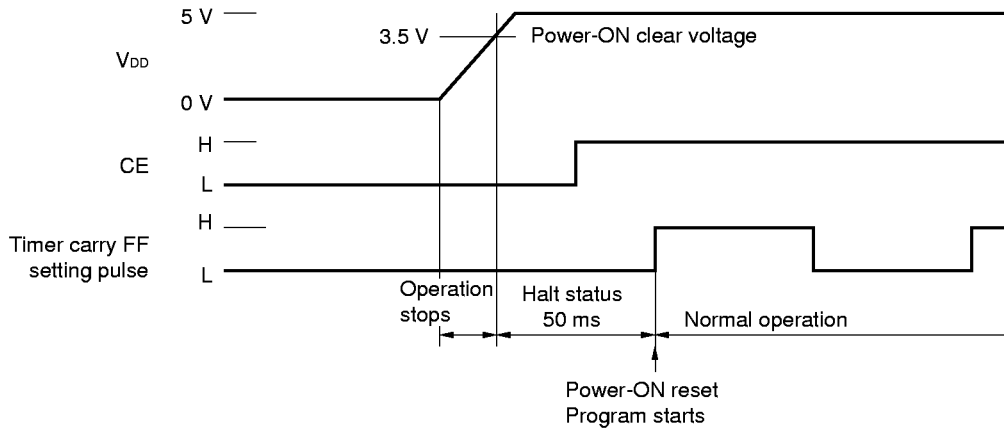 5 V
3.5 V
Power-ON clear voltage
VDD
0 V
H
CE
L
H
Timer carry FF
setting pulse
L
Operation
stops
Halt status
50 ms
Normal operation
Power-ON reset
Program starts